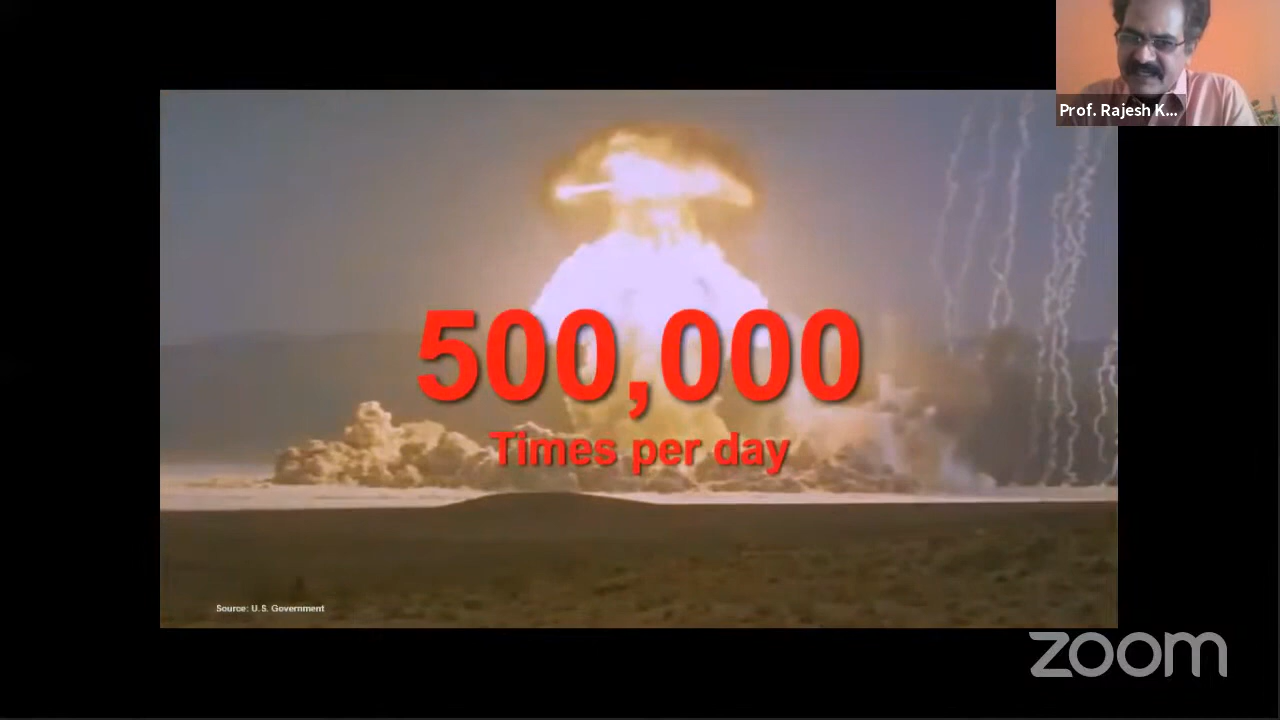 Prof. Rajesh K...
500,000
Times per day
Source: U.S. Government
zoom